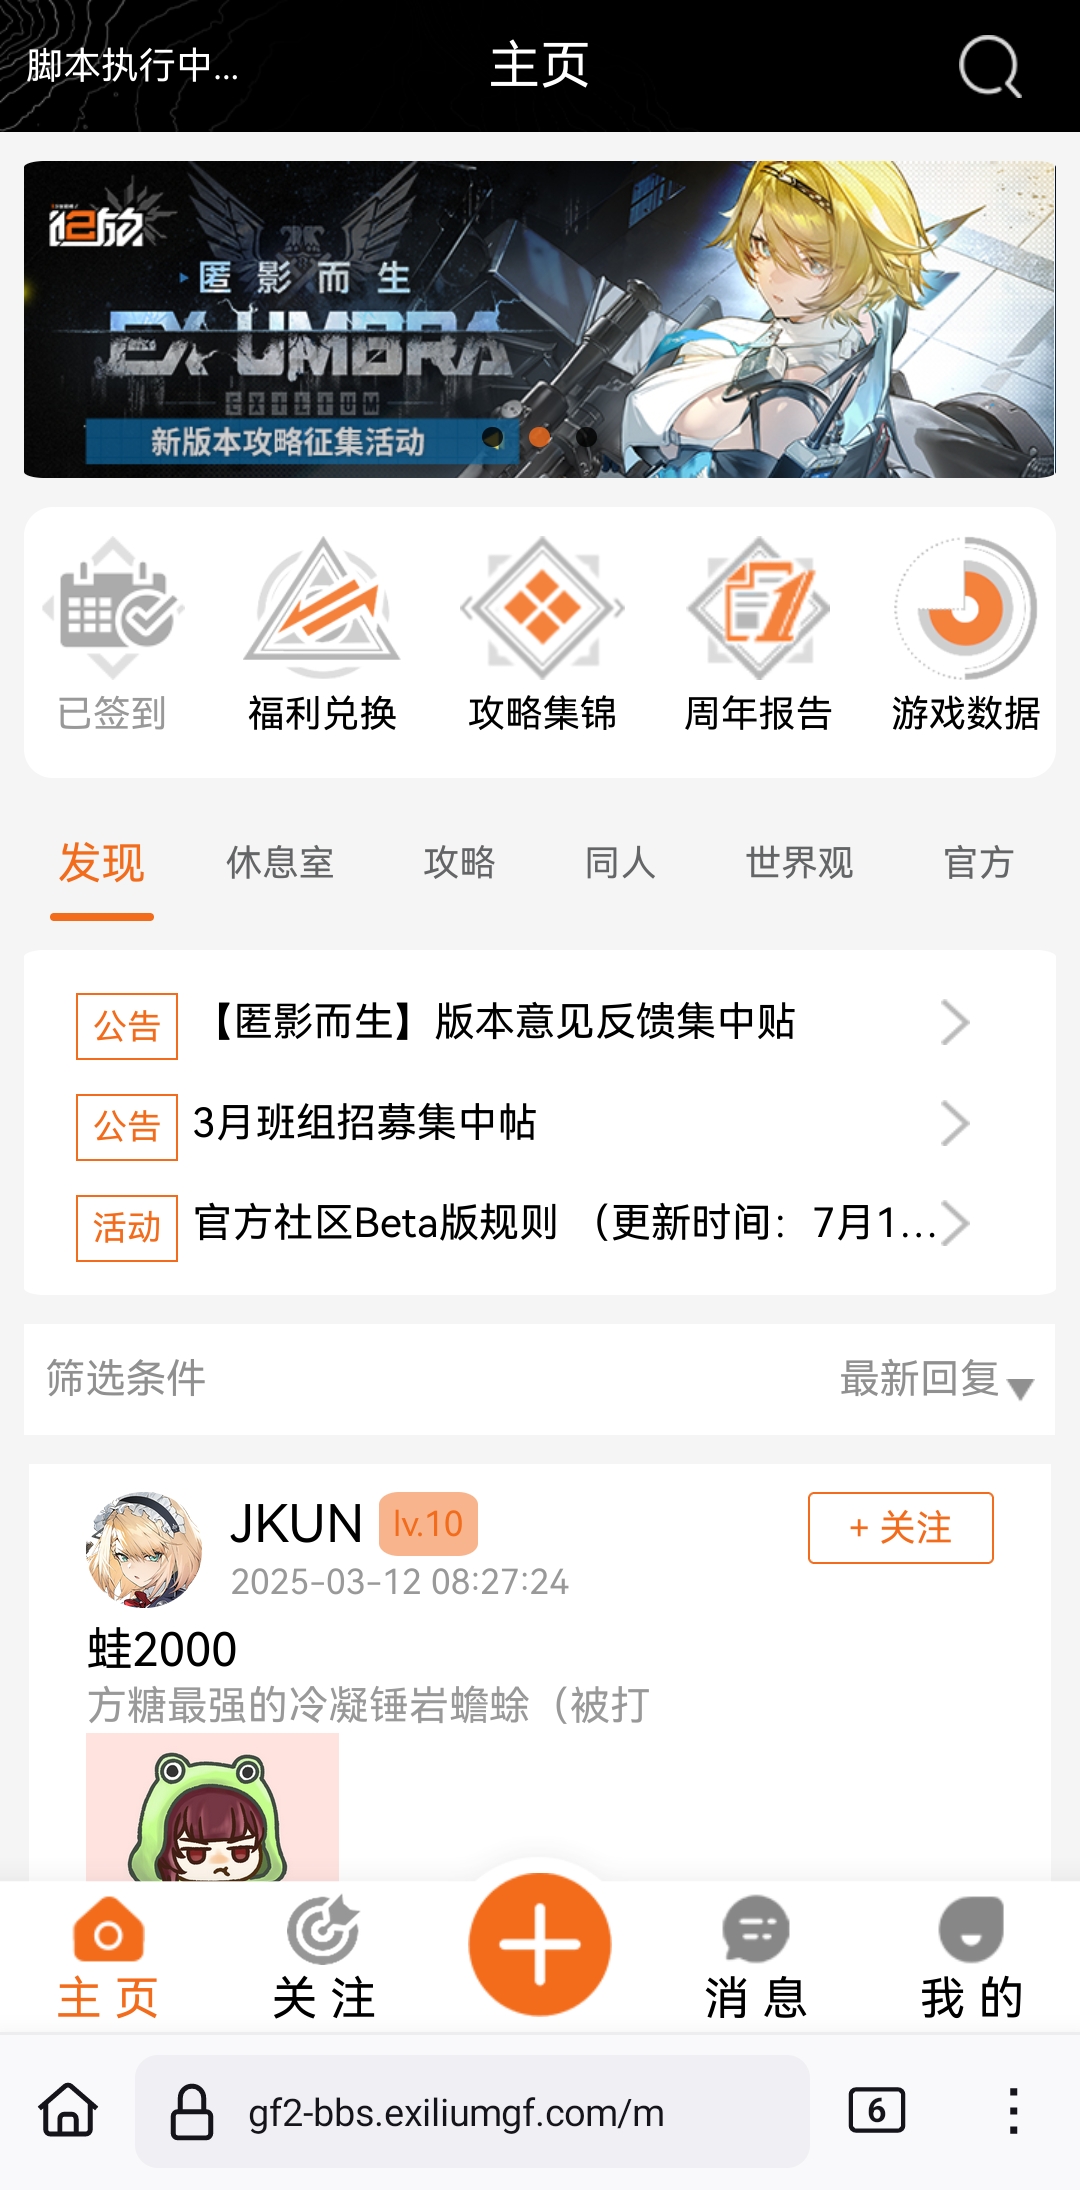 脚本执行中...
主页
匿影而生
EX UMBRA
EXILIUM
新版本攻略征集活动
已签到
福利兑换
攻略集锦
周年报告
游戏数据
发现
休息室
攻略
同人
世界观
官方
公告 【匿影而生】版本意见反馈集中贴
公告 3月班组招募集中帖
活动 官方社区Beta版规则 （更新时间：7月1...
筛选条件
最新回复
JKUN lv.10
+ 关注
2025-03-12 08:27:24
蛙2000
方糖最强的冷凝锤岩蟾蜍（被打
主页
关注
消息
我的
gf2-bbs.exiliumgf.com/m
6